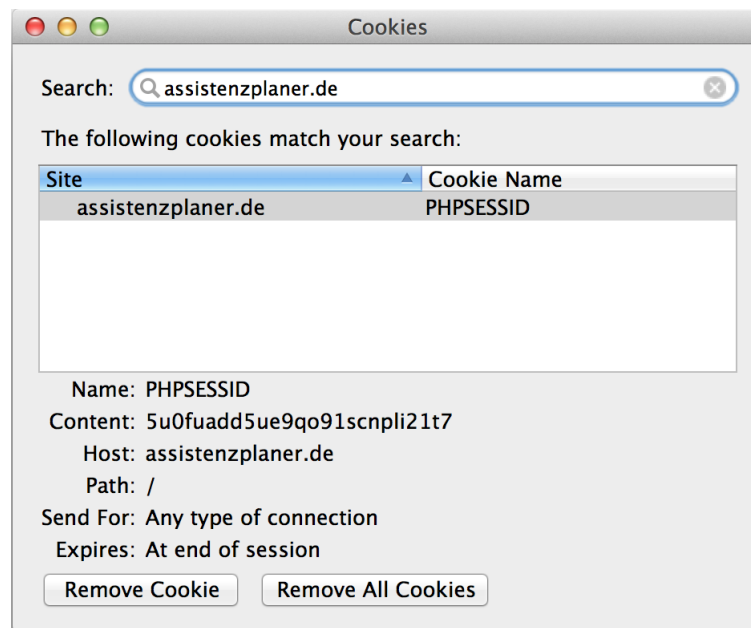 Cookies
Search: assistenzplaner.de
The following cookies match your search:
Site Cookie Name
assistenzplaner.de PHPSESSID
Name: PHPSESSID
Content: 5u0fuadd5ue9qo91scnpli21t7
Host: assistenzplaner.de
Path: /
Send For: Any type of connection
Expires: At end of session
Remove Cookie Remove All Cookies